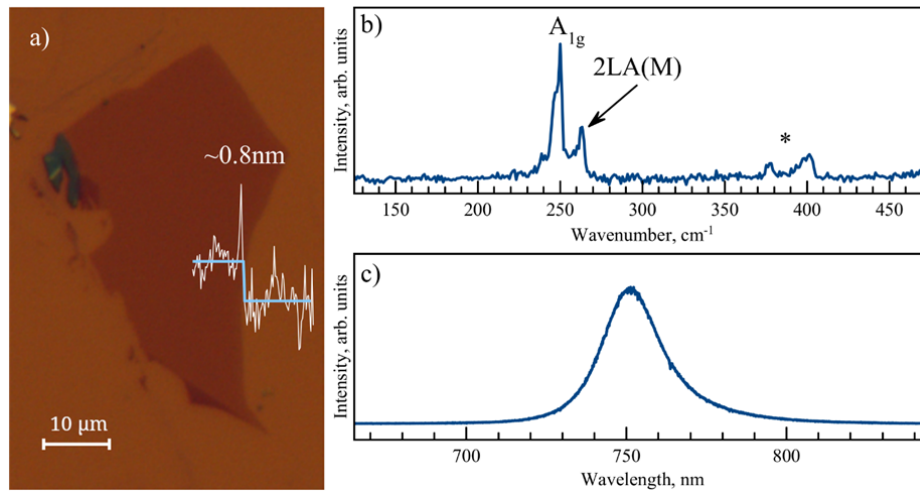 a)
~0.8nm
10 µm
b)
A1g
2LA(M)
*
Intensity, arb. units
150 200 250 300 350 400 450
Wavenumber, cm-1
c)
Intensity, arb. units
700 750 800
Wavelength, nm